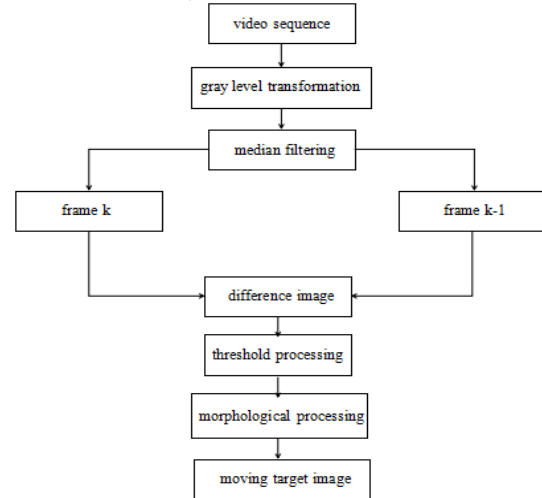 video sequence
gray level transformation
median filtering
frame k
frame k-1
difference image
threshold processing
morphological processing
moving target image